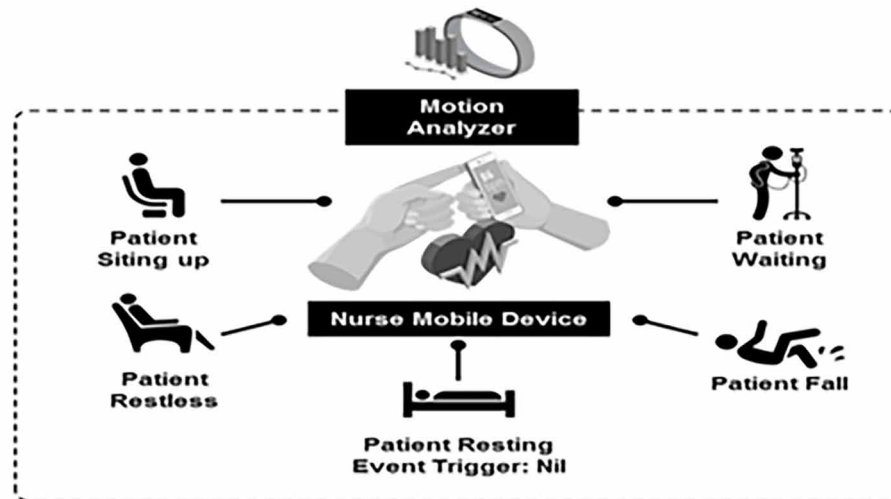 Motion
Analyzer
Patient
Siting up
Patient
Waiting
Nurse Mobile Device
Patient
Restless
Patient Fall
Patient Resting
Event Trigger: Nil